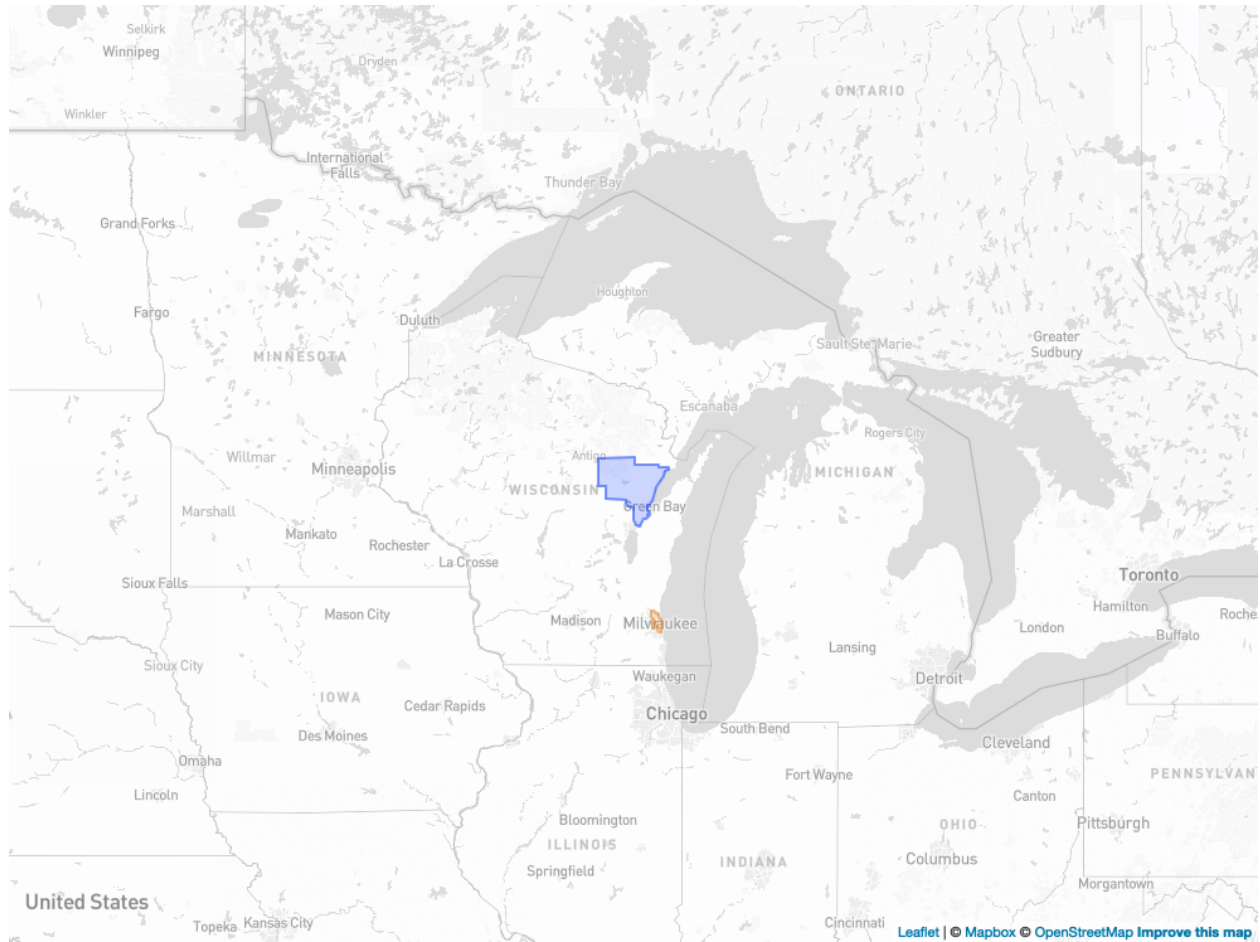 Selkirk
Winnipeg
Dryden
Winkler
ONTARIO
International
Falls
Thunder Bay
Grand Forks
Houghton
Fargo
Duluth
MINNESOTA
Sault Ste. Marie
Greater
Sudbury
Escanaba
Rogers City
Antigo
Willmar
Minneapolis
MICHIGAN
WISCONSIN
Green Bay
Marshall
Mankato
Rochester
La Crosse
Toronto
Sioux Falls
Hamilton
Roche
Mason City
Madison
Milwaukee
London
Buffalo
Lansing
Sioux City
Waukegan
Detroit
IOWA
Cedar Rapids
Chicago
South Bend
Des Moines
Cleveland
Omaha
Fort Wayne
PENNSYLVAN
Lincoln
Canton
Bloomington
OHIO
Pittsburgh
ILLINOIS
INDIANA
Columbus
Springfield
Morgantown
United States
Topeka
Kansas City
Cincinnati
Leaflet | © Mapbox © OpenStreetMap Improve this map